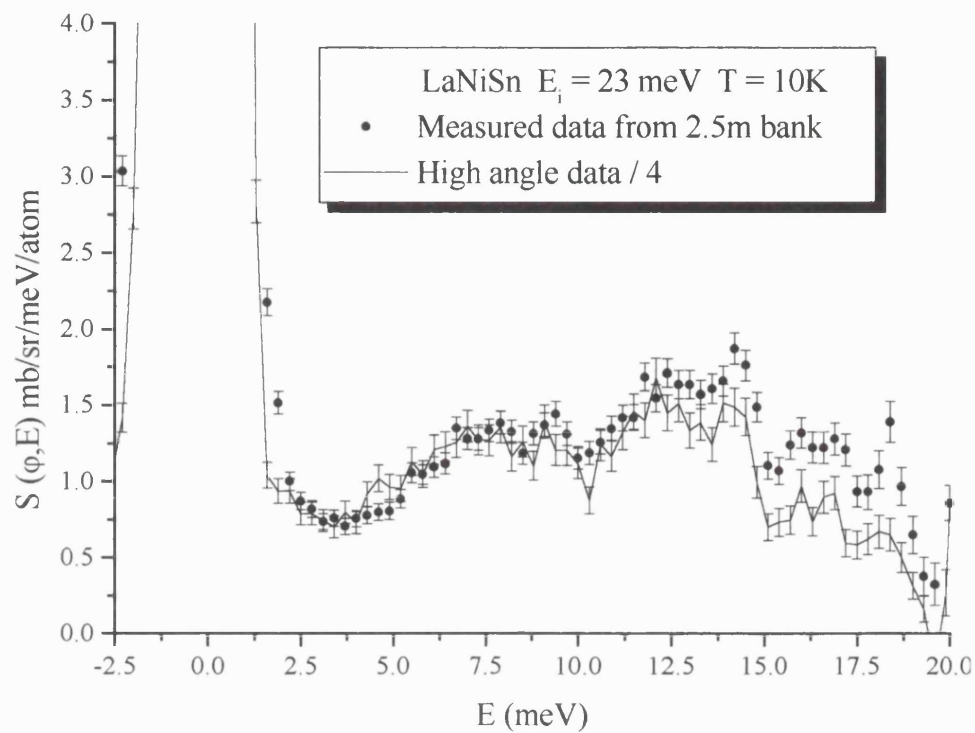 4.0
3.5
3.0
2.5
2.0
1.5
1.0
0.5
0.0
S (φ,E) mb/sr/meV/atom
LaNiSn Ei = 23 meV T = 10K
Measured data from 2.5m bank
High angle data / 4
-2.5 0.0 2.5 5.0 7.5 10.0 12.5 15.0 17.5 20.0
E (meV)